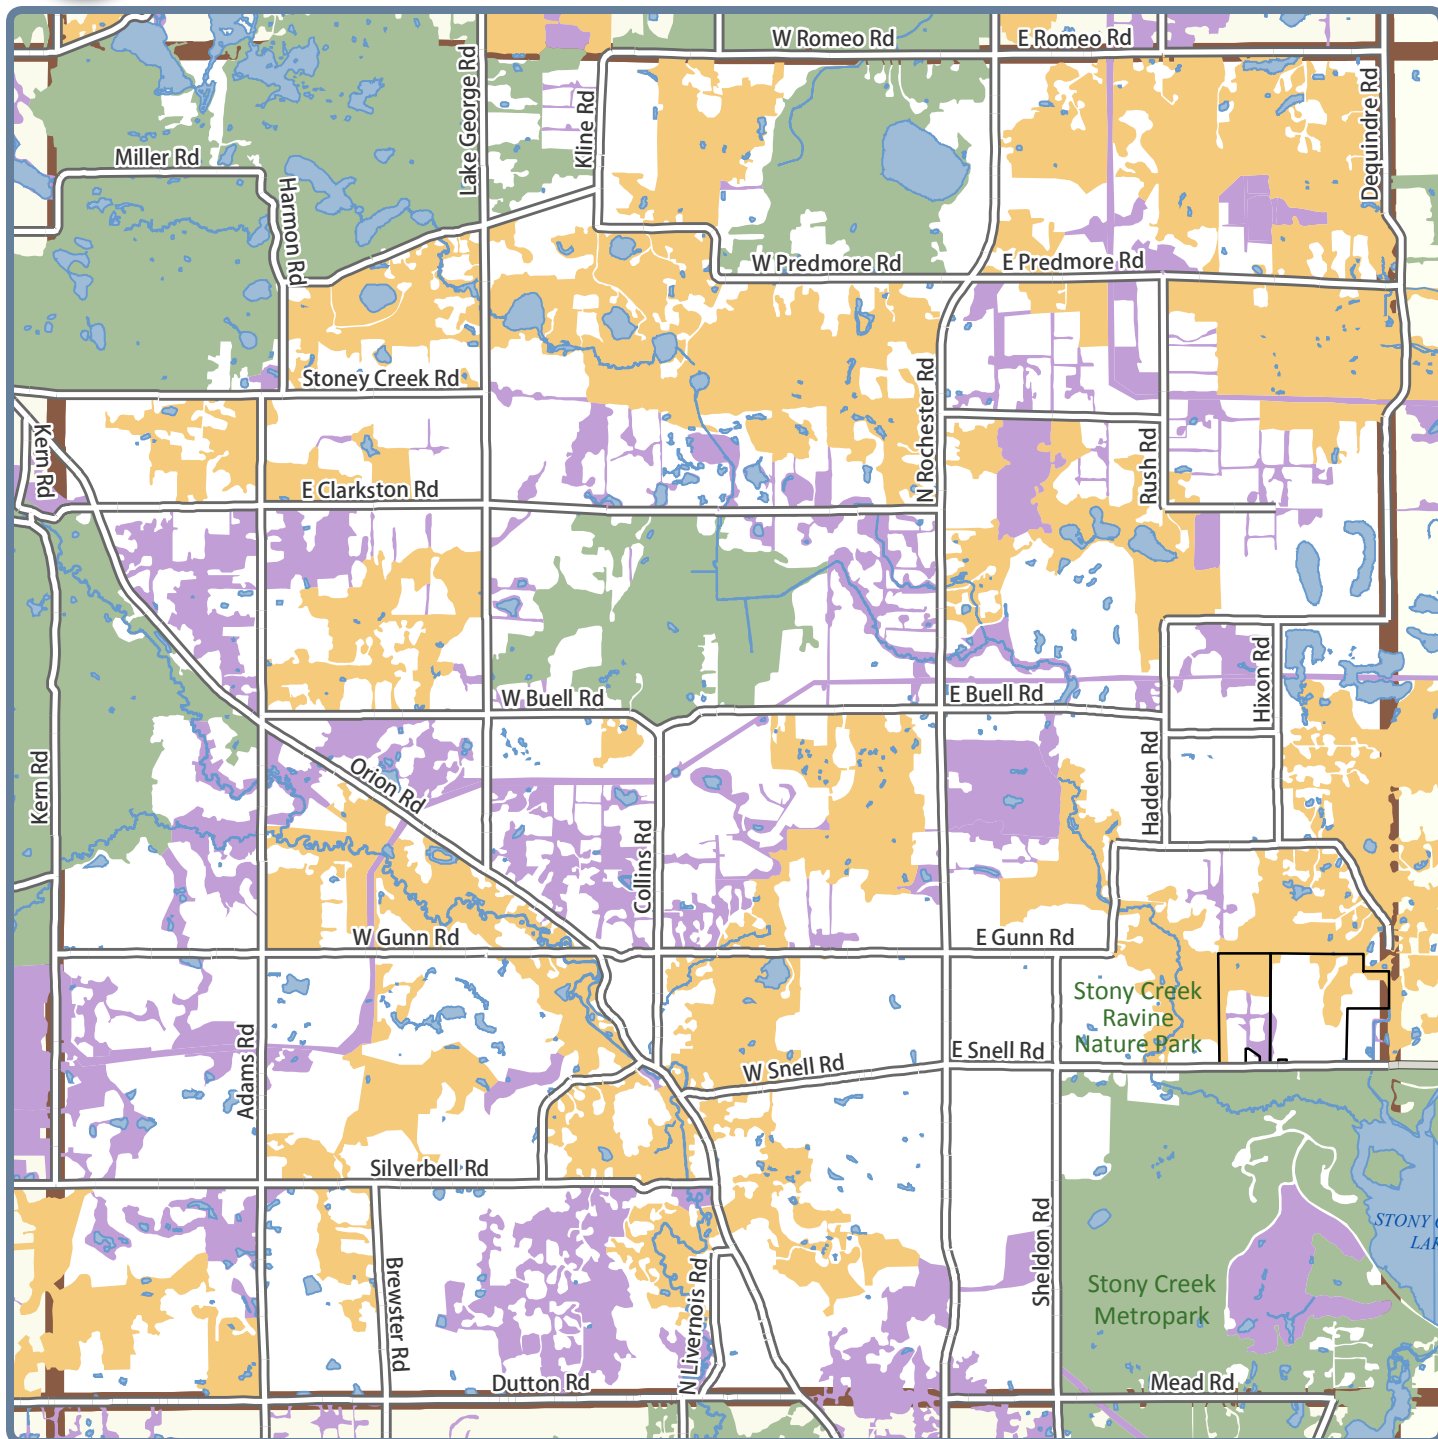 W Romeo Rd
E Romeo Rd
Lake George Rd
Kline Rd
Dequindre Rd
Miller Rd
Harmon Rd
W Predmore Rd
E Predmore Rd
Stoney Creek Rd
N Rochester Rd
Kern Rd
E Clarkston Rd
Rush Rd
W Buell Rd
E Buell Rd
Hixon Rd
Kern Rd
Orion Rd
Hadden Rd
Collins Rd
W Gunn Rd
E Gunn Rd
Stony Creek
Ravine
Nature Park
Adams Rd
W Snell Rd
E Snell Rd
Silverbell Rd
Sheldon Rd
STONY C
LAK
Brewster Rd
N Livernois Rd
Stony Creek
Metropark
Dutton Rd
Mead Rd